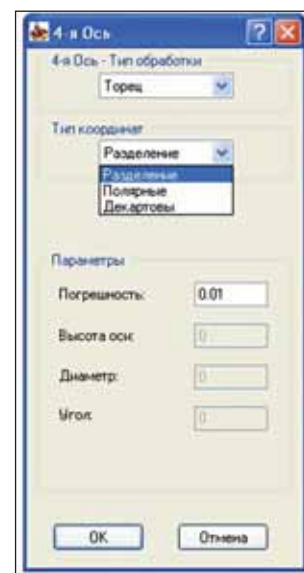 4-я Ось
4-я Ось - Тип обработки
Торец
Тип координат
Разделение
Разделение
Полярные
Декартовы
Параметры
Погрешность: 0.01
Высота оси: 0
Диаметр: 0
Угол: 0
OK Отмена